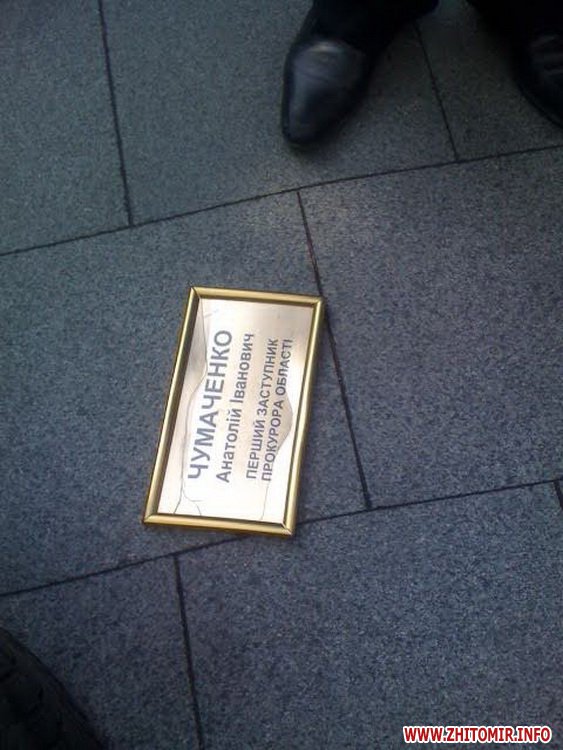 ЧУМАЧЕНКО
Анатолій Іванович
ПЕРШИЙ ЗАСТУПНИК
ПРОКУРОРА ОБЛАСТІ
WWW.ZHITOMIR.INFO